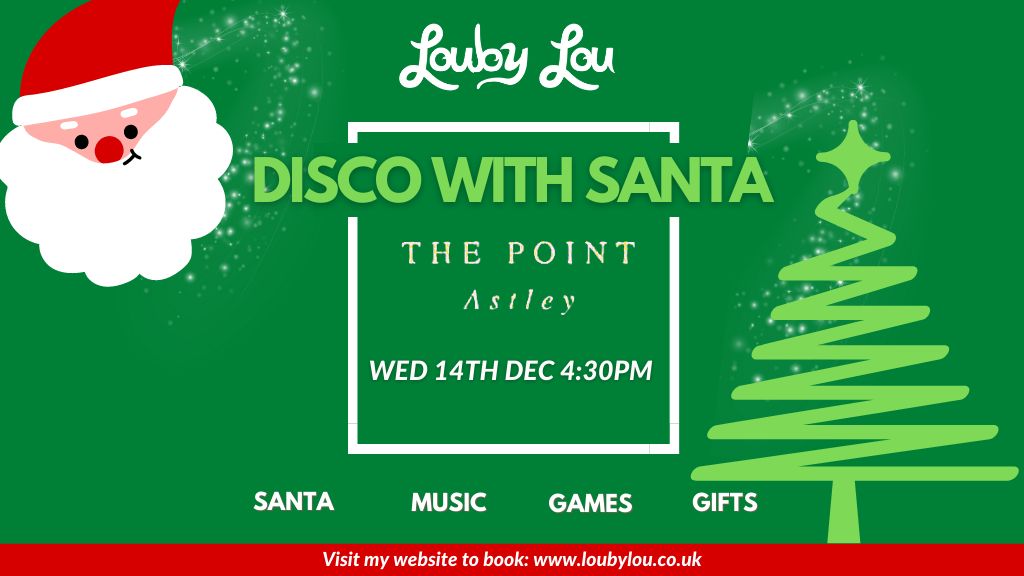 Louby Lou
DISCO WITH SANTA
THE POINT
Astley
WED 14TH DEC 4:30PM
SANTA MUSIC GAMES GIFTS
Visit my website to book: www.loubylou.co.uk